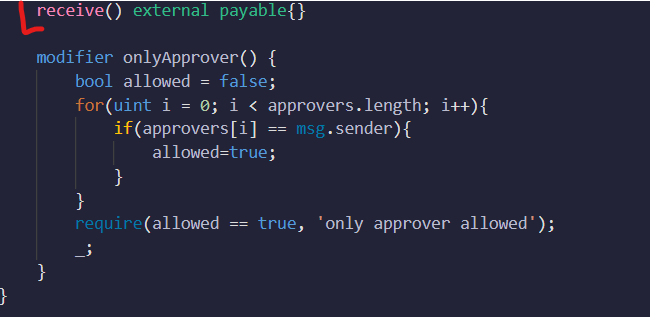 receive() external payable{}
modifier onlyApprover() {
bool allowed = false;
for(uint i = 0; i < approvers.length; i++){
if(approvers[i] == msg.sender){
allowed=true;
}
}
require(allowed == true, 'only approver allowed');
_;
}
}